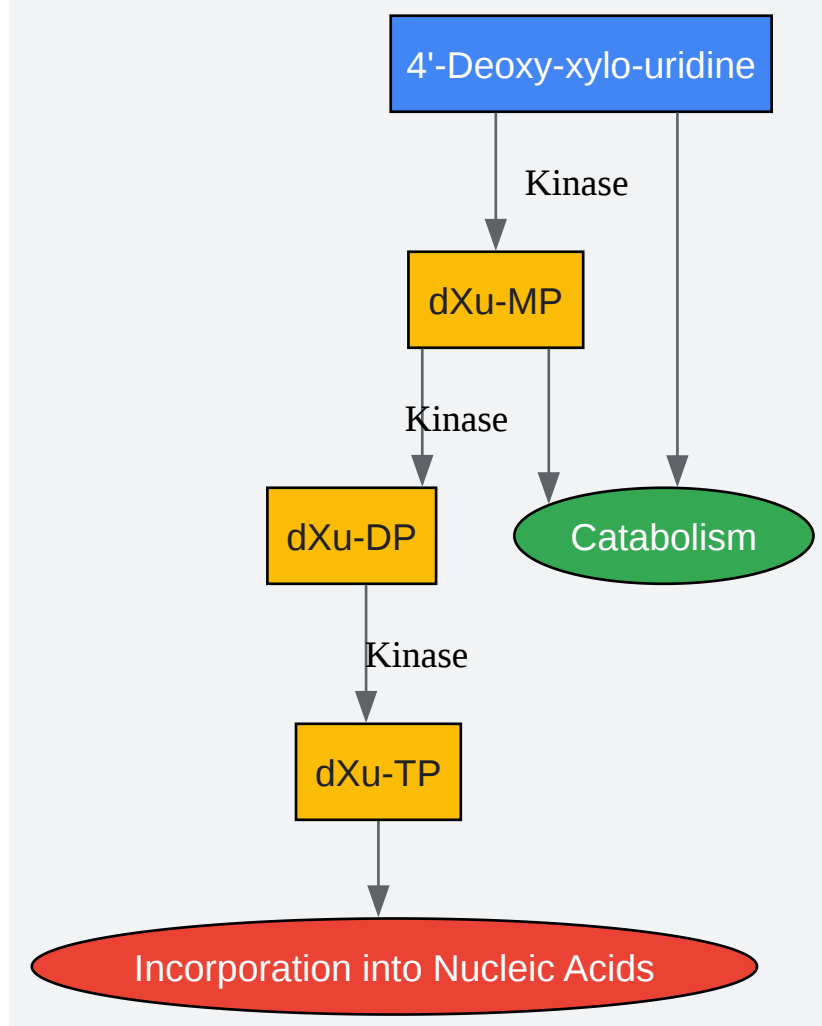 4'-Deoxy-xylo-uridine
Kinase
dXu-MP
Kinase
dXu-DP
Catabolism
Kinase
dXu-TP
Incorporation into Nucleic Acids